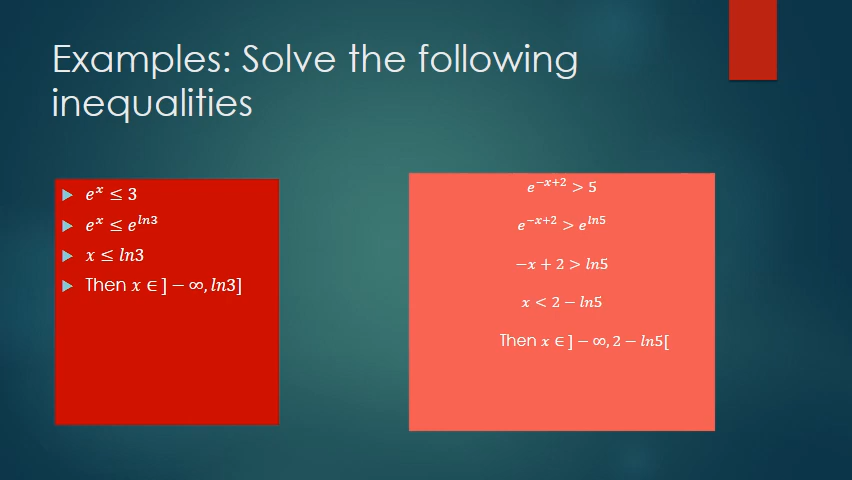 Examples: Solve the following
inequalities
e^x ≤ 3
e^x ≤ e^{ln3}
x ≤ ln3
Then x ∈ ] − ∞, ln3]
e^{−x+2} > 5
e^{−x+2} > e^{ln5}
−x + 2 > ln5
x < 2 − ln5
Then x ∈ ] − ∞, 2 − ln5[